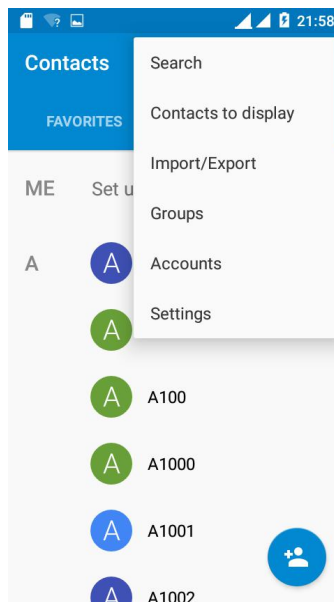 21:58
Contacts
Search
FAVORITES
Contacts to display
Import/Export
ME
Set u
Groups
A
A
Accounts
A
Settings
A
A100
A
A1000
A
A1001
A
A1002